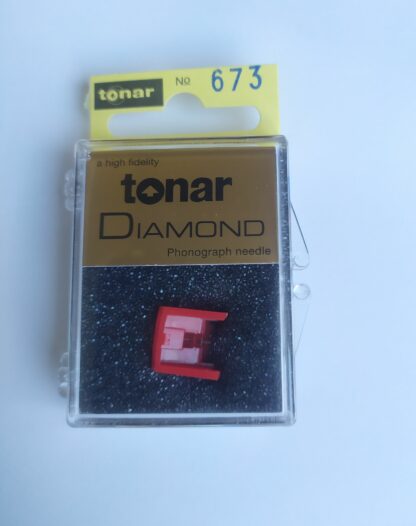 tonar No 673
a high fidelity
tonar
DIAMOND
Phonograph needle